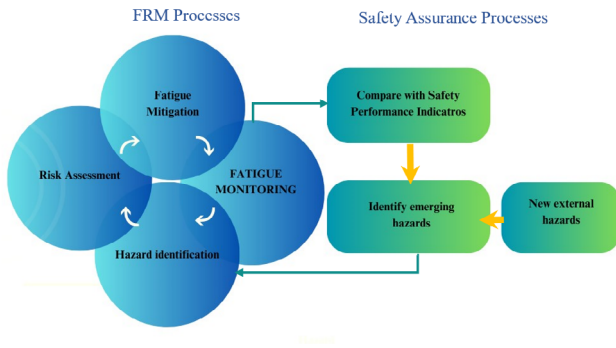 FRM Processes
Safety Assurance Processes
Fatigue
Mitigation
Compare with Safety
Performance Indicatros
Risk Assessment
FATIGUE
MONITORING
Identify emerging
hazards
New external
hazards
Hazard identification